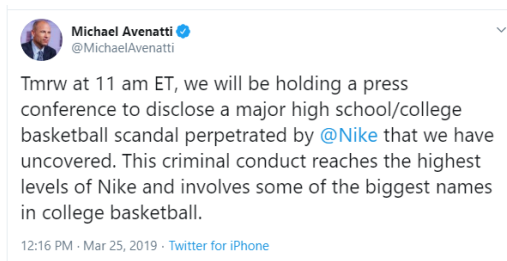 Michael Avenatti
@MichaelAvenatti
Tmrw at 11 am ET, we will be holding a press
conference to disclose a major high school/college
basketball scandal perpetrated by @Nike that we have
uncovered. This criminal conduct reaches the highest
levels of Nike and involves some of the biggest names
in college basketball.
12:16 PM · Mar 25, 2019 · Twitter for iPhone